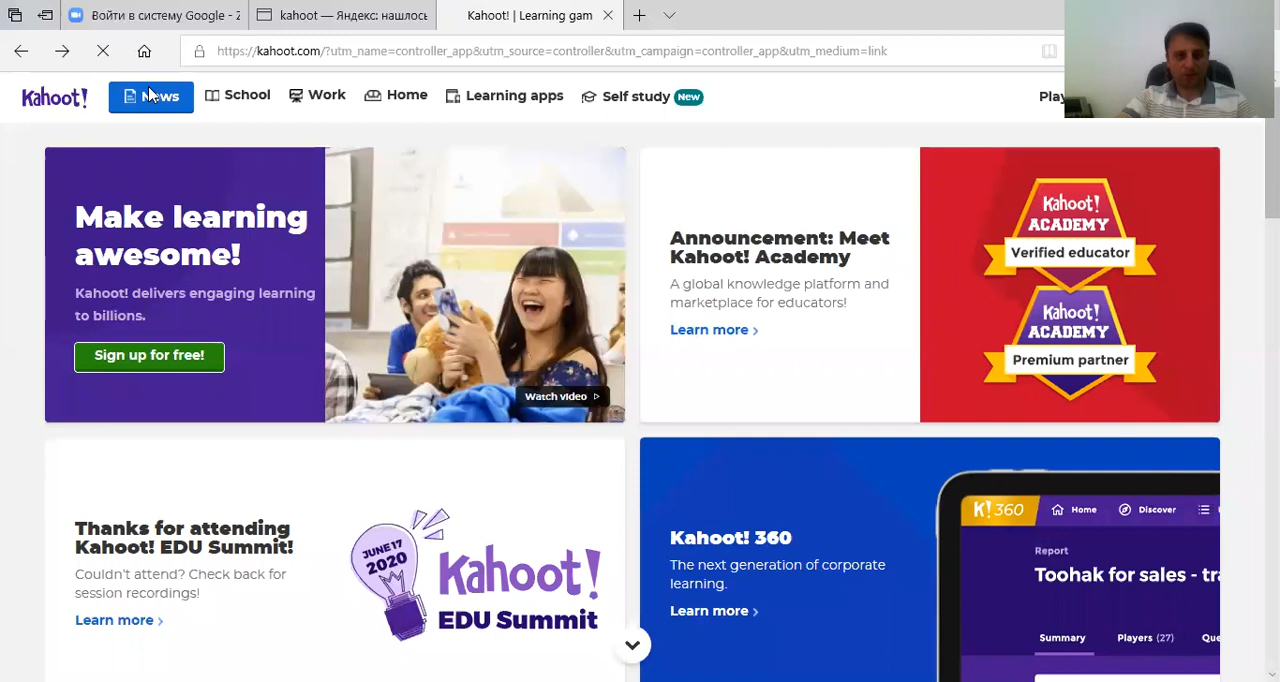 Войти в систему Google - Z
kahoot — Яндекс: нашлось
Kahoot! | Learning gam
https://kahoot.com/?utm_name=controller_app&utm_source=controller&utm_campaign=controller_app&utm_medium=link
Kahoot!
News
School
Work
Home
Learning apps
Self study New
Play
Make learning
awesome!
Kahoot! delivers engaging learning
to billions.
Sign up for free!
Watch video
Announcement: Meet
Kahoot! Academy
A global knowledge platform and
marketplace for educators!
Learn more
Kahoot!
ACADEMY
Verified educator
Kahoot!
ACADEMY
Premium partner
Thanks for attending
Kahoot! EDU Summit!
Couldn't attend? Check back for
session recordings!
Learn more
JUNE 17
2020
Kahoot!
EDU Summit
Kahoot! 360
The next generation of corporate
learning.
Learn more
K! 360
Home
Discover
Report
Toohak for sales - tra
Summary
Players (27)
Que